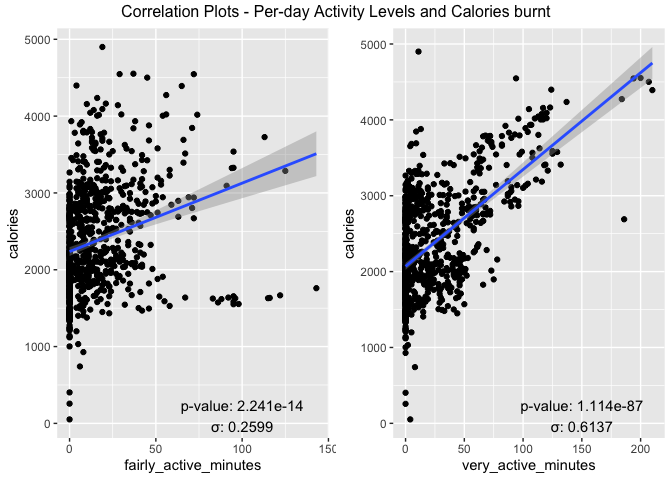 Correlation Plots - Per-day Activity Levels and Calories burnt
calories
5000
4000
3000
2000
1000
0
p-value: 2.241e-14
σ: 0.2599
0
50
100
150
fairly_active_minutes
calories
5000
4000
3000
2000
1000
0
p-value: 1.114e-87
σ: 0.6137
0
50
100
150
200
very_active_minutes